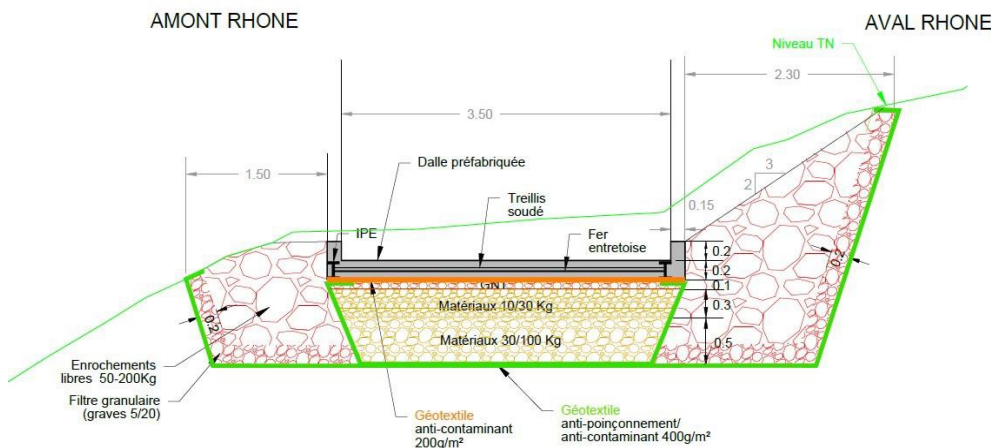 AMONT RHONE
AVAL RHONE
Niveau TN
2.30
3.50
1.50
Dalle préfabriquée
3
2
Treillis
soudé
0.15
IPE
Fer
entretoise
0.2
0.2
GNT
0.1
Matériaux 10/30 Kg
0.3
0.2
0.2
Matériaux 30/100 Kg
0.5
Enrochements
libres 50-200Kg
Filtre granulaire
(graves 5/20)
Géotextile
anti-contaminant
200g/m²
Géotextile
anti-poinçonnement/
anti-contaminant 400g/m²